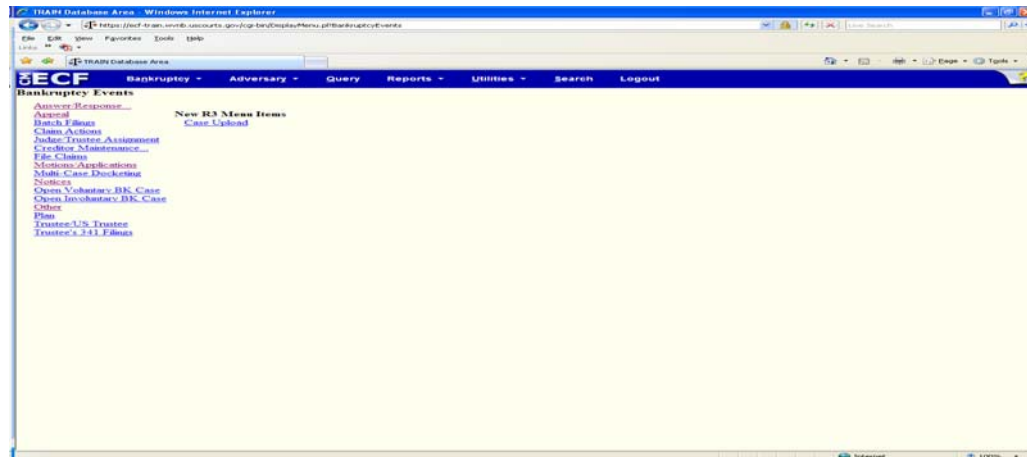 TRAIN Database Area - Windows Internet Explorer
https://ecf-train.wvnb.uscourts.gov/cgi-bin/DisplayMenu.pl?BankruptcyEvents
Live Search
File Edit View Favorites Tools Help
Links
TRAIN Database Area
Page Tools
ECF Bankruptcy Adversary Query Reports Utilities Search Logout
Bankruptcy Events
Answer/Response...
Appeal
Batch Filings
Claim Actions
Judge/Trustee Assignment
Creditor Maintenance...
File Claims
Motions/Applications
Multi-Case Docketing
Notices
Open Voluntary BK Case
Open Involuntary BK Case
Other
Plan
Trustee/US Trustee
Trustee's 341 Filings
New R3 Menu Items
Case Upload
Internet
100%